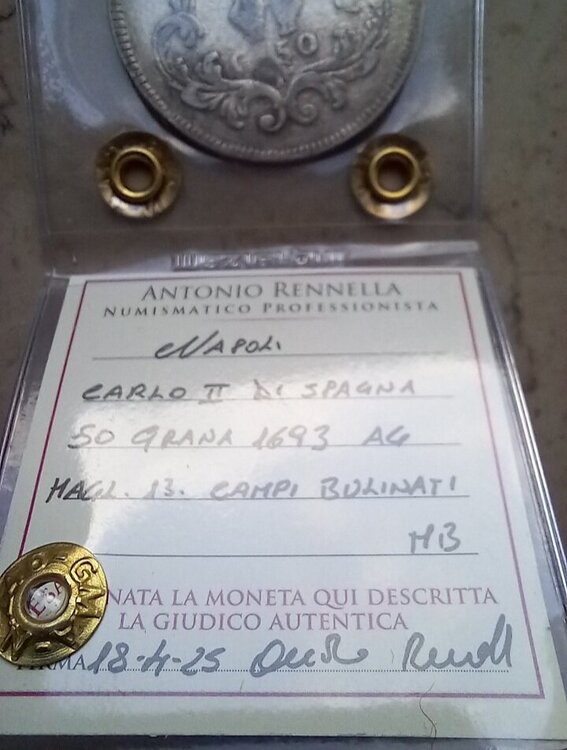 50
ANTONIO RENNELLA
NUMISMATICO PROFESSIONISTA
NAPOLI
CARLO II DI SPAGNA
50 GRANA 1693 AG
MAGL. 13. CAMPI BULINATI
MB
NATA LA MONETA QUI DESCRITTA
LA GIUDICO AUTENTICA
18-4-25